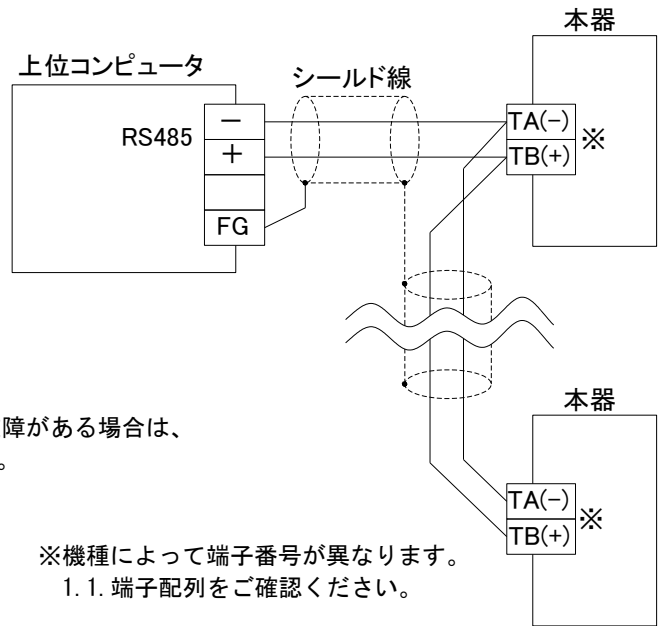 本器
上位コンピュータ
シールド線
RS485
－
＋
FG
TA(−)
TB(+)
※
障がある場合は、
。
本器
TA(−)
TB(+)
※
※機種によって端子番号が異なります。
1.1.端子配列をご確認ください。